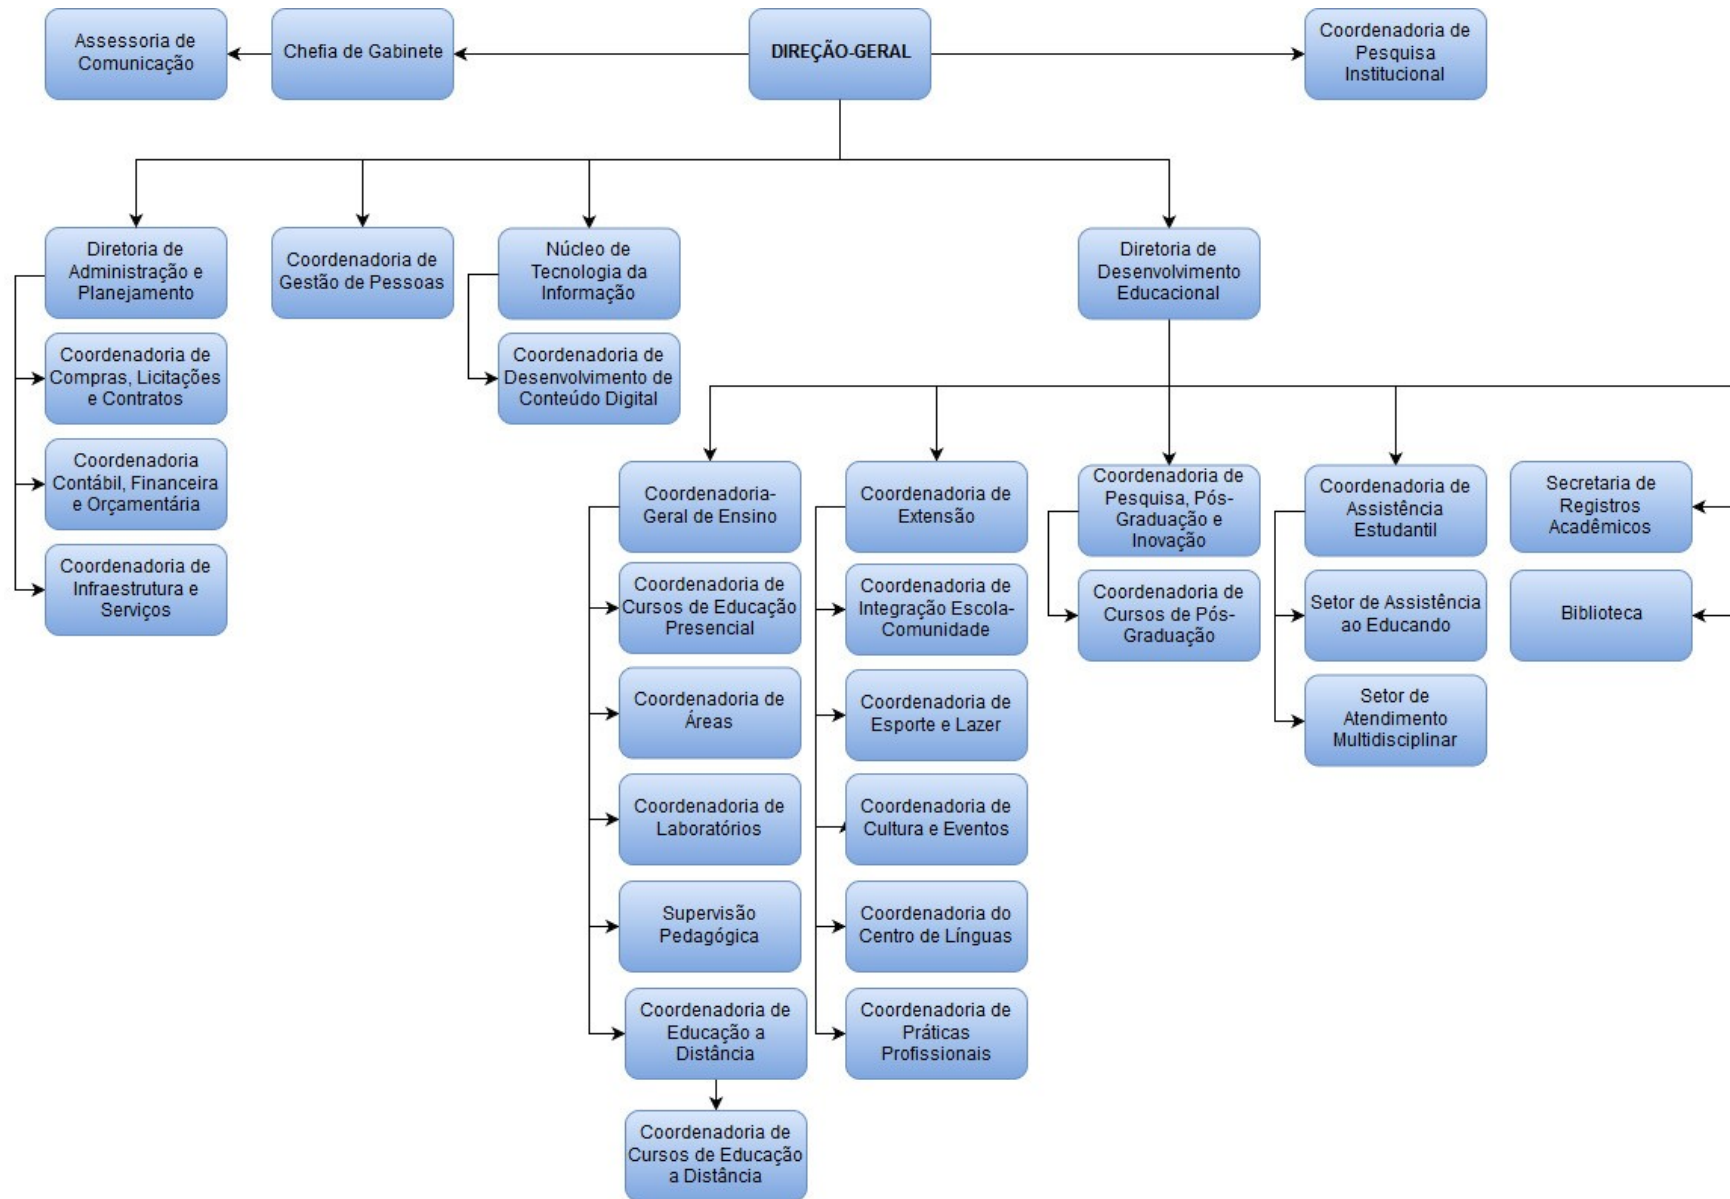 Assessoria de
Comunicação
Chefia de Gabinete
DIREÇÃO-GERAL
Coordenadoria de
Pesquisa
Institucional
Diretoria de
Administração e
Planejamento
Coordenadoria de
Gestão de Pessoas
Núcleo de
Tecnologia da
Informação
Diretoria de
Desenvolvimento
Educacional
Coordenadoria de
Compras, Licitações
e Contratos
Coordenadoria de
Desenvolvimento de
Conteúdo Digital
Coordenadoria
Contábil, Financeira
e Orçamentária
Coordenadoria de
Infraestrutura e
Serviços
Coordenadoria-
Geral de Ensino
Coordenadoria de
Extensão
Coordenadoria de
Pesquisa, Pós-
Graduação e
Inovação
Coordenadoria de
Assistência
Estudantil
Secretaria de
Registros
Acadêmicos
Coordenadoria de
Cursos de Educação
Presencial
Coordenadoria de
Integração Escola-
Comunidade
Coordenadoria de
Cursos de Pós-
Graduação
Setor de Assistência
ao Educando
Biblioteca
Coordenadoria de
Áreas
Coordenadoria de
Esporte e Lazer
Setor de
Atendimento
Multidisciplinar
Coordenadoria de
Laboratórios
Coordenadoria de
Cultura e Eventos
Supervisão
Pedagógica
Coordenadoria do
Centro de Línguas
Coordenadoria de
Educação a
Distância
Coordenadoria de
Práticas
Profissionais
Coordenadoria de
Cursos de Educação
a Distância